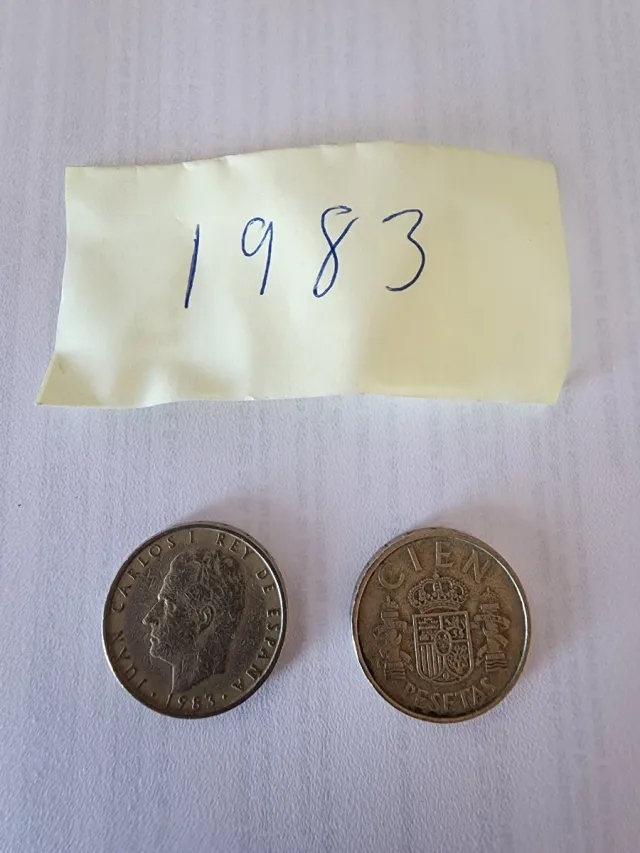 1983
JUAN CARLOS I REY DE ESPAÑA
· 1983 ·
CIEN
PESETAS